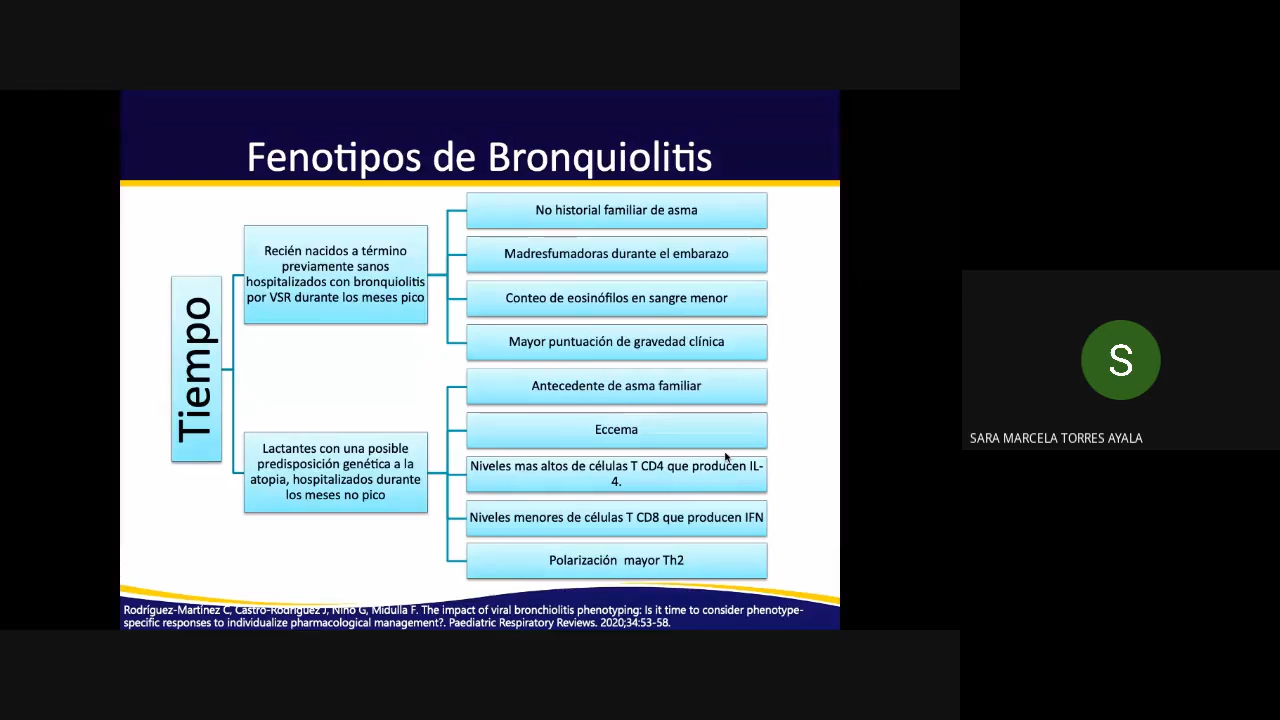 Fenotipos de Bronquiolitis
Tiempo
Recién nacidos a término
previamente sanos
hospitalizados con bronquiolitis
por VSR durante los meses pico
No historial familiar de asma
Madresfumadoras durante el embarazo
Conteo de eosinófilos en sangre menor
Mayor puntuación de gravedad clínica
Lactantes con una posible
predisposición genética a la
atopia, hospitalizados durante
los meses no pico
Antecedente de asma familiar
Eccema
Niveles mas altos de células T CD4 que producen IL-
4.
Niveles menores de células T CD8 que producen IFN
Polarización  mayor Th2
Rodríguez-Martinez C, Castro-Rodriguez J, Nino G, Midulla F. The impact of viral bronchiolitis phenotyping: Is it time to consider phenotype-
specific responses to individualize pharmacological management?. Paediatric Respiratory Reviews. 2020;34:53-58.
S
SARA MARCELA TORRES AYALA